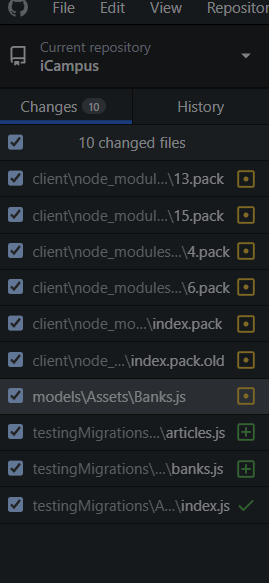 File Edit View Repositor
Current repository
iCampus
Changes 10 History
10 changed files
client\node_modul...\13.pack
client\node_modul...\15.pack
client\node_modules...\4.pack
client\node_modules...\6.pack
client\node_mo...\index.pack
client\node_...\index.pack.old
models\Assets\Banks.js
testingMigrations...\articles.js
testingMigrations\...\banks.js
testingMigrations\A...\index.js